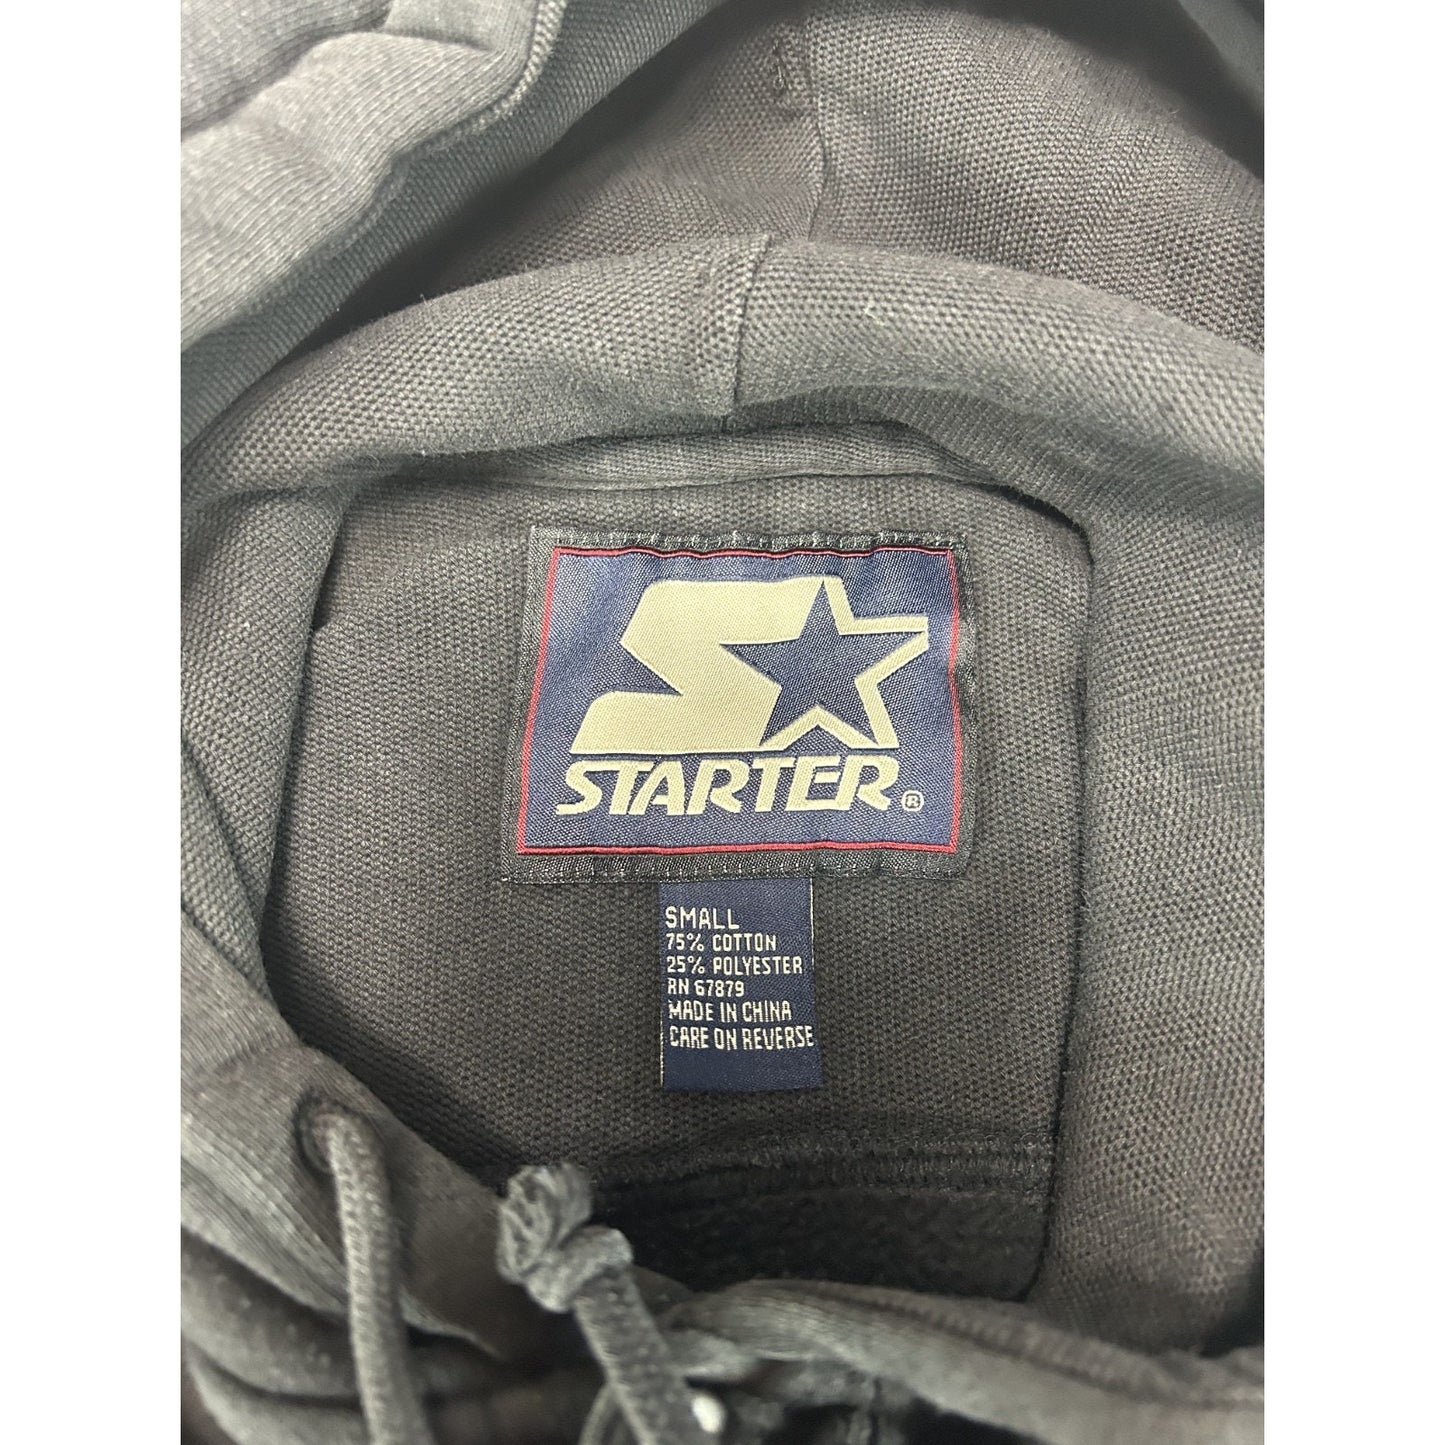 STARTER ®
SMALL
75% COTTON
25% POLYESTER
RN 67879
MADE IN CHINA
CARE ON REVERSE